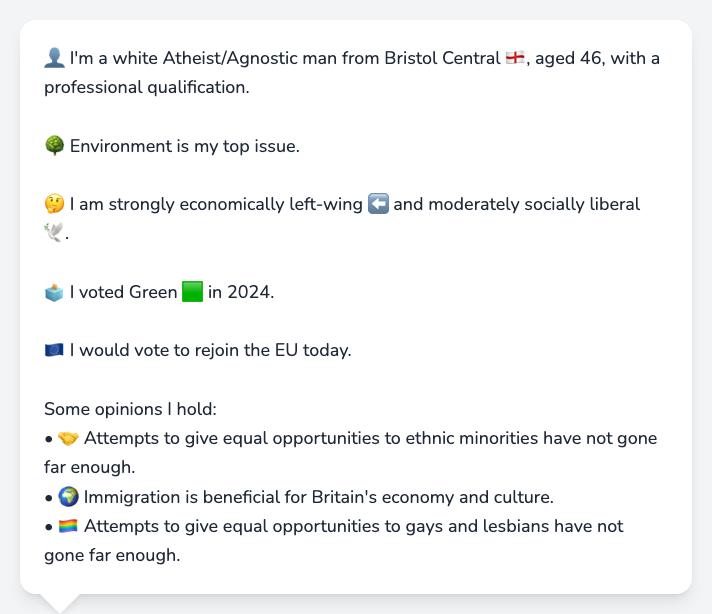 👤 I'm a white Atheist/Agnostic man from Bristol Central 🏴󠁧󠁢󠁥󠁮󠁧󠁿, aged 46, with a
professional qualification.
🌳 Environment is my top issue.
🤔 I am strongly economically left-wing ⬅️ and moderately socially liberal
🕊️.
🗳️ I voted Green 🟩 in 2024.
🇪🇺 I would vote to rejoin the EU today.
Some opinions I hold:
• 🤝 Attempts to give equal opportunities to ethnic minorities have not gone
far enough.
• 🌍 Immigration is beneficial for Britain's economy and culture.
• 🏳️‍🌈 Attempts to give equal opportunities to gays and lesbians have not
gone far enough.